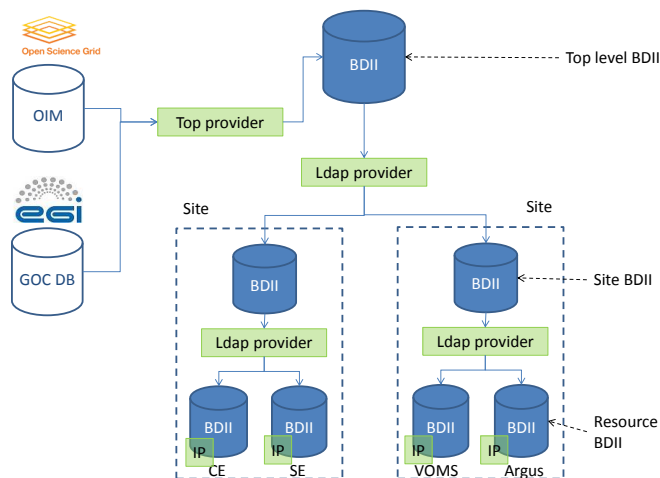 Open Science Grid
BDII
Top level BDII
OIM
Top provider
Ldap provider
egi
Site
Site
GOC DB
BDII
BDII
Site BDII
Ldap provider
Ldap provider
BDII
BDII
BDII
BDII
Resource
BDII
IP
IP
IP
IP
CE
SE
VOMS
Argus